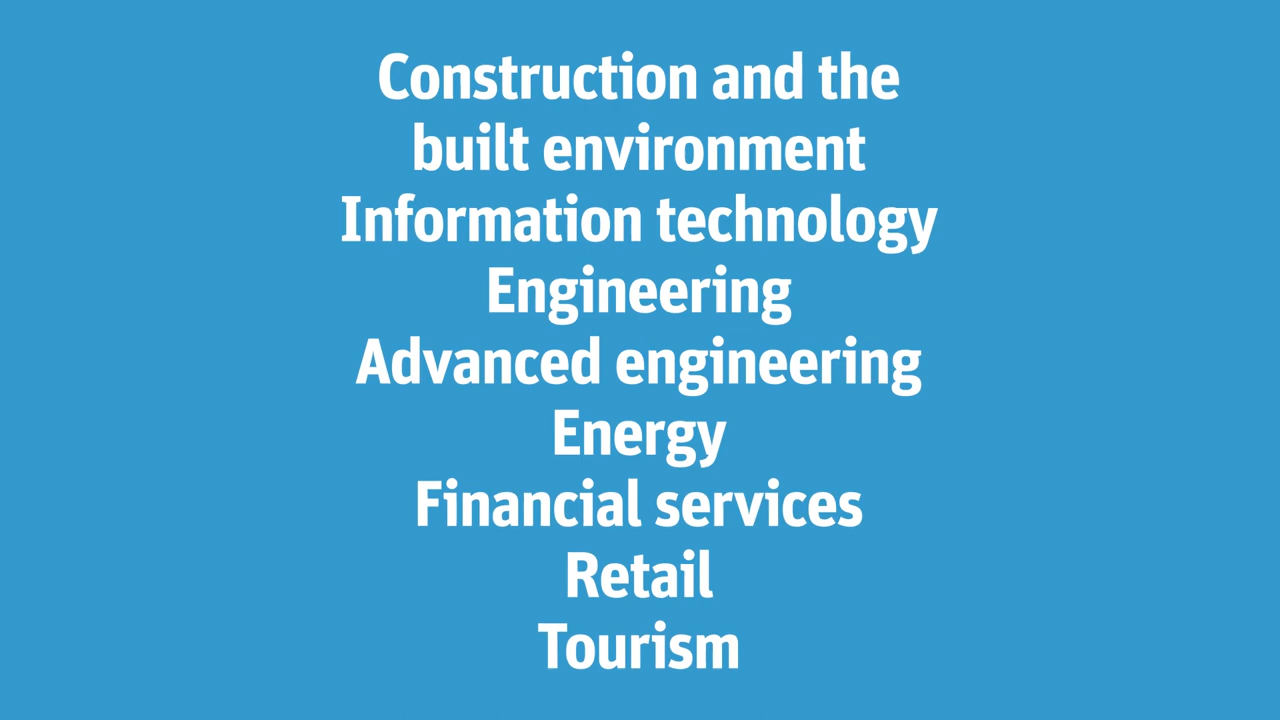 Construction and the
built environment
Information technology
Engineering
Advanced engineering
Energy
Financial services
Retail
Tourism